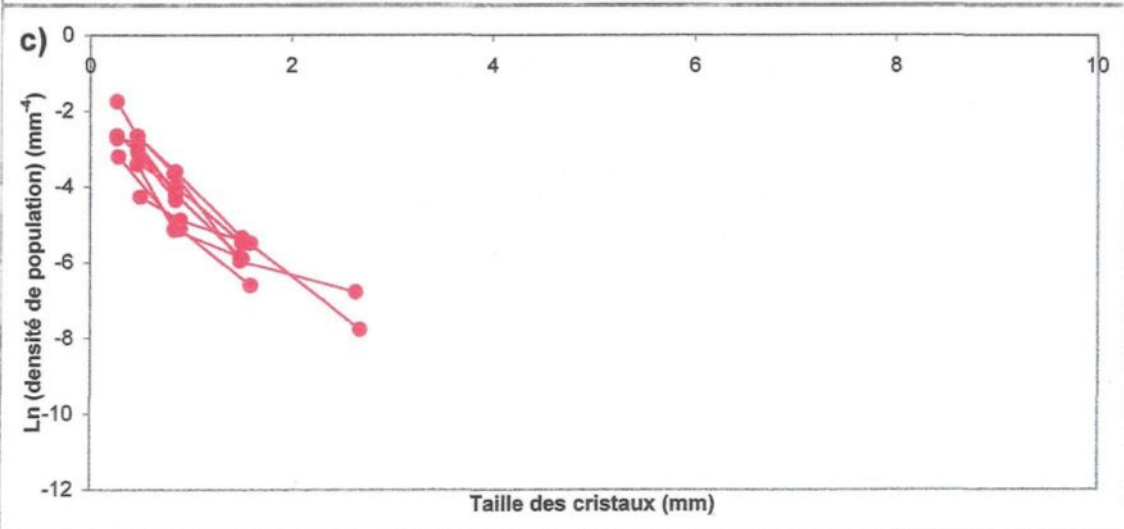 c)
0
0 2 4 6 8 10
-2
-4
-6
-8
-10
-12
Ln (densité de population) (mm-4)
Taille des cristaux (mm)